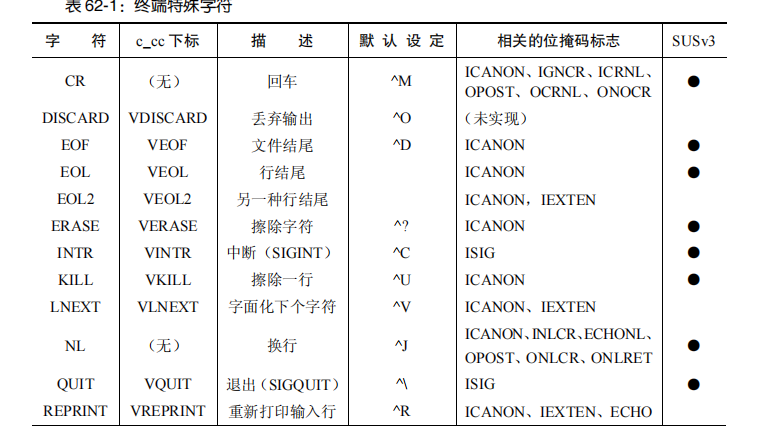 表 62-1：终端特殊字符
字 符 c_cc 下标 描 述 默 认 设 定 相关的位掩码标志 SUSv3
CR （无） 回车 ^M ICANON、IGNCR、ICRNL、
OPOST、OCRNL、ONOCR ●
DISCARD VDISCARD 丢弃输出 ^O （未实现）
EOF VEOF 文件结尾 ^D ICANON ●
EOL VEOL 行结尾 ICANON ●
EOL2 VEOL2 另一种行结尾 ICANON，IEXTEN
ERASE VERASE 擦除字符 ^? ICANON ●
INTR VINTR 中断（SIGINT） ^C ISIG ●
KILL VKILL 擦除一行 ^U ICANON ●
LNEXT VLNEXT 字面化下个字符 ^V ICANON、IEXTEN
NL （无） 换行 ^J ICANON、INLCR、ECHONL、
OPOST、ONLCR、ONLRET ●
QUIT VQUIT 退出（SIGQUIT） ^\ ISIG ●
REPRINT VREPRINT 重新打印输入行 ^R ICANON、IEXTEN、ECHO